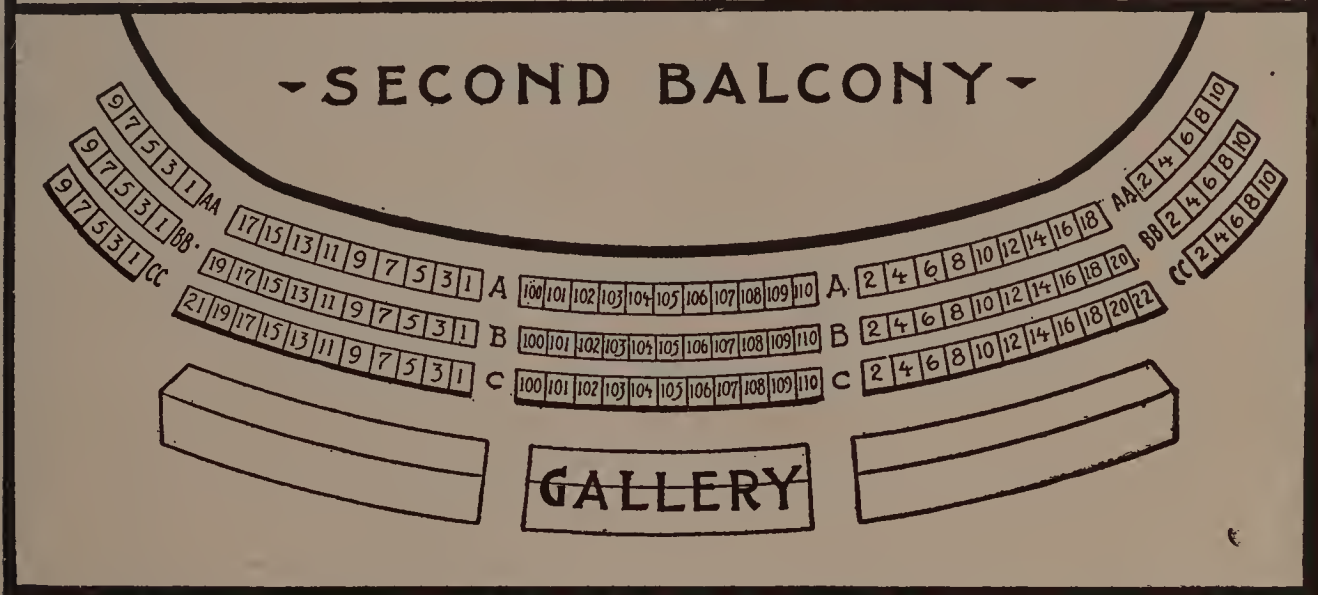 -SECOND BALCONY-
9 7 5 3 1 AA 17 15 13 11 9 7 5 3 1 A 100 101 102 103 104 105 106 107 108 109 110 A 2 4 6 8 10 12 14 16 18 AA 2 4 6 8 10
9 7 5 3 1 BB 19 17 15 13 11 9 7 5 3 1 B 100 101 102 103 104 105 106 107 108 109 110 B 2 4 6 8 10 12 14 16 18 20 BB 2 4 6 8 10
9 7 5 3 1 CC 21 19 17 15 13 11 9 7 5 3 1 C 100 101 102 103 104 105 106 107 108 109 110 C 2 4 6 8 10 12 14 16 18 20 22 CC 2 4 6 8 10
GALLERY